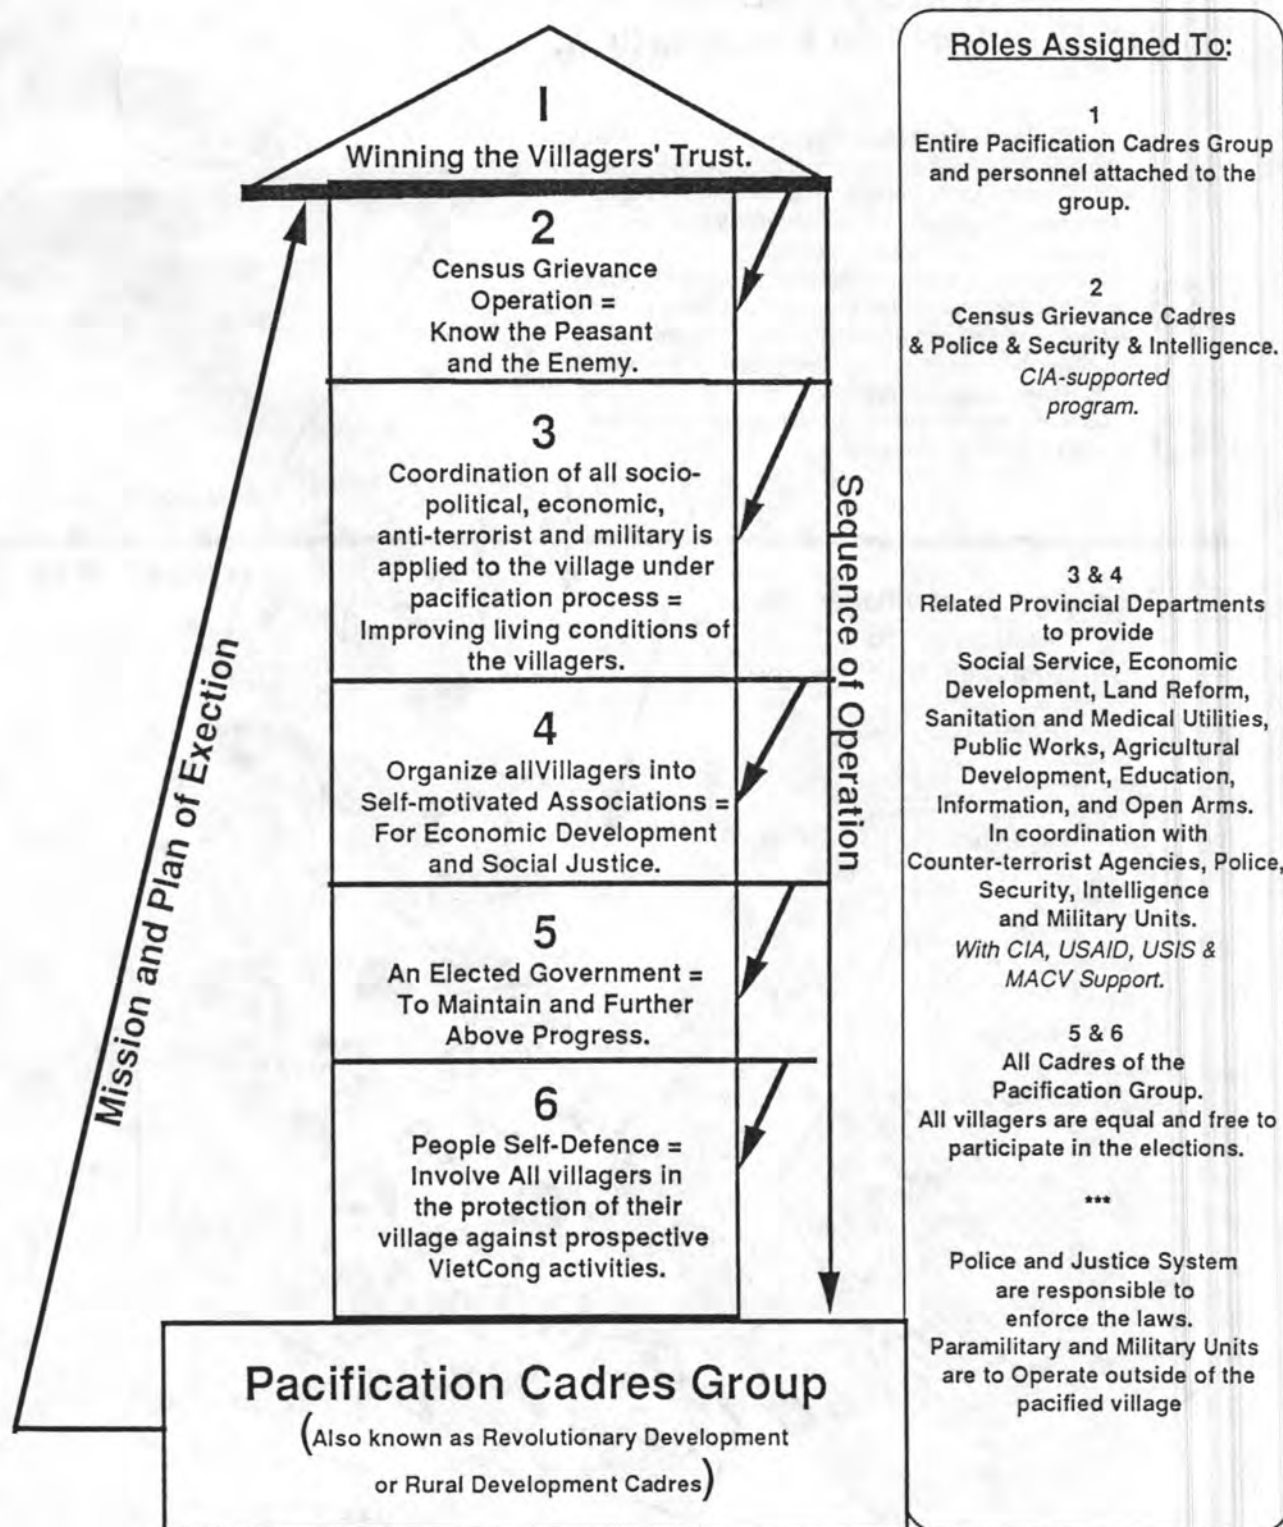 1
Winning the Villagers' Trust.
2
Census Grievance
Operation =
Know the Peasant
and the Enemy.
3
Coordination of all socio-
political, economic,
anti-terrorist and military is
applied to the village under
pacification process =
Improving living conditions of
the villagers.
4
Organize allVillagers into
Self-motivated Associations =
For Economic Development
and Social Justice.
5
An Elected Government =
To Maintain and Further
Above Progress.
6
People Self-Defence =
Involve All villagers in
the protection of their
village against prospective
VietCong activities.
Mission and Plan of Exection
Sequence of Operation
Pacification Cadres Group
(Also known as Revolutionary Development
or Rural Development Cadres)
Roles Assigned To:
1
Entire Pacification Cadres Group
and personnel attached to the
group.
2
Census Grievance Cadres
& Police & Security & Intelligence.
CIA-supported
program.
3 & 4
Related Provincial Departments
to provide
Social Service, Economic
Development, Land Reform,
Sanitation and Medical Utilities,
Public Works, Agricultural
Development, Education,
Information, and Open Arms.
In coordination with
Counter-terrorist Agencies, Police,
Security, Intelligence
and Military Units.
With CIA, USAID, USIS &
MACV Support.
5 & 6
All Cadres of the
Pacification Group.
All villagers are equal and free to
participate in the elections.
***
Police and Justice System
are responsible to
enforce the laws.
Paramilitary and Military Units
are to Operate outside of the
pacified village